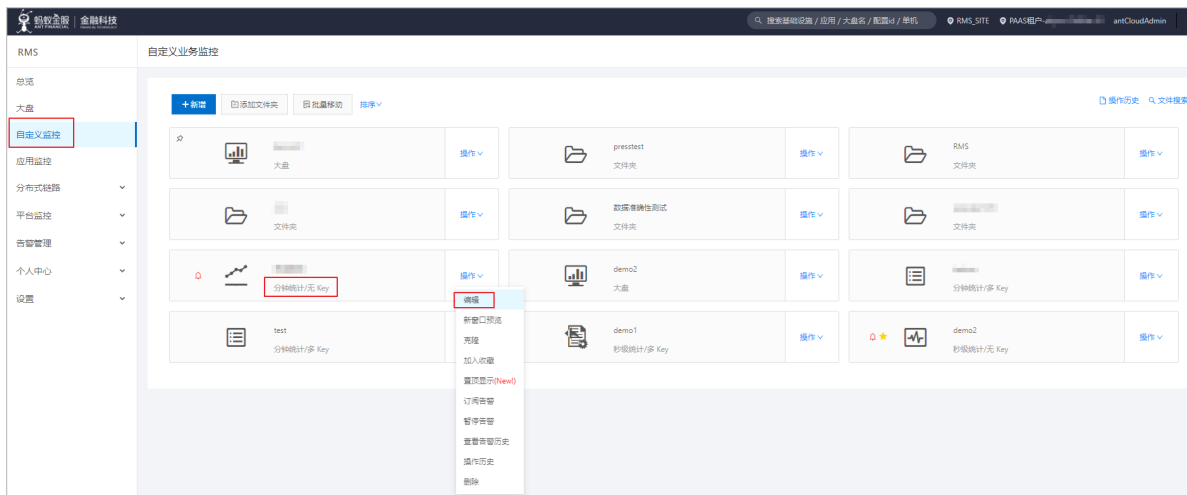 蚂蚁金服 金融科技
ANT FINANCIAL
搜索基础设施 / 应用 / 大盘名 / 配置id / 单机
RMS_SITE
PAAS租户-
antCloudAdmin
RMS
自定义业务监控
总览
大盘
自定义监控
应用监控
分布式链路
平台监控
告警管理
个人中心
设置
+新增
添加文件夹
批量移动
排序
操作历史
文件搜索
大盘
操作
presstest
文件夹
操作
RMS
文件夹
操作
文件夹
操作
数据准确性测试
文件夹
操作
文件夹
操作
分钟统计/无 Key
操作
demo2
大盘
操作
分钟统计/多 Key
操作
test
分钟统计/多 Key
demo1
秒级统计/多 Key
操作
demo2
秒级统计/无 Key
操作
编辑
新窗口预览
克隆
加入收藏
置顶显示(New!)
订阅告警
暂停告警
查看告警历史
操作历史
删除